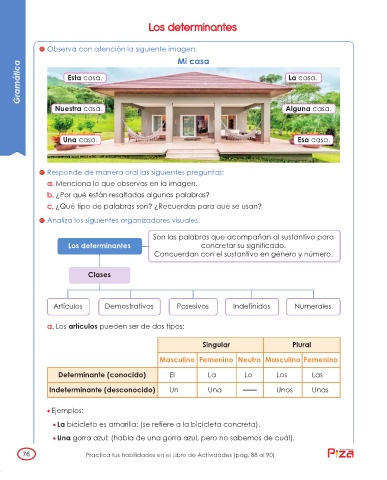 Los determinantes
Gramática
Observa con atención la siguiente imagen.
Mi casa
Esta casa.
La casa.
Nuestra casa.
Alguna casa.
Una casa.
Esa casa.
Responde de manera oral las siguientes preguntas:
a. Menciona lo que observas en la imagen.
b. ¿Por qué están resaltadas algunas palabras?
c. ¿Qué tipo de palabras son? ¿Recuerdas para qué se usan?
Analiza los siguientes organizadores visuales.
Los determinantes
Son las palabras que acompañan al sustantivo para
concretar su significado.
Concuerdan con el sustantivo en género y número.
Clases
Artículos Demostrativos Posesivos Indefinidos Numerales
a. Los artículos pueden ser de dos tipos:
Singular Plural
Masculino Femenino Neutro Masculino Femenino
Determinante (conocido) El La Lo Los Las
Indeterminante (desconocido) Un Una —— Unos Unas
• Ejemplos:
• La bicicleta es amarilla: (se refiere a la bicicleta concreta).
• Una gorra azul: (habla de una gorra azul, pero no sabemos de cuál).
76
Practica tus habilidades en el Libro de Actividades (pág. 88 al 90)